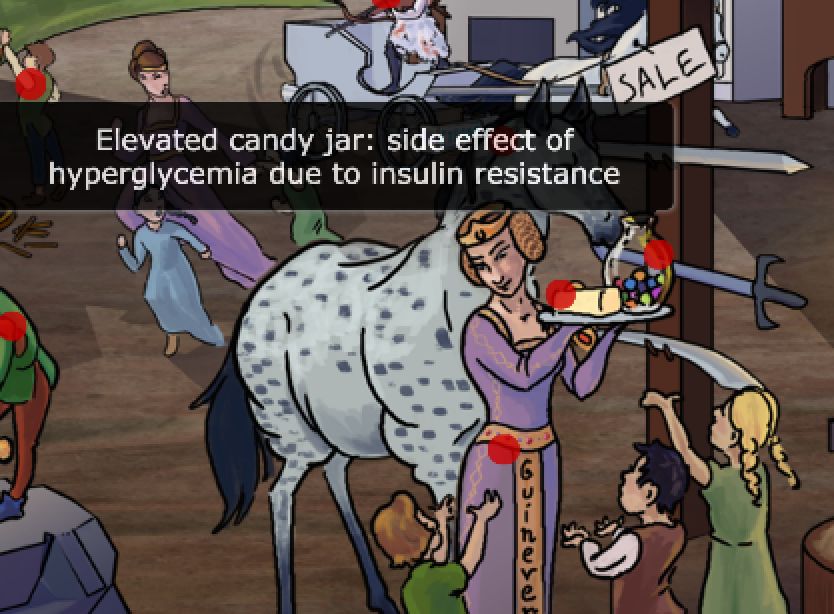 SALE
Elevated candy jar: side effect of
hyperglycemia due to insulin resistance
Guinever